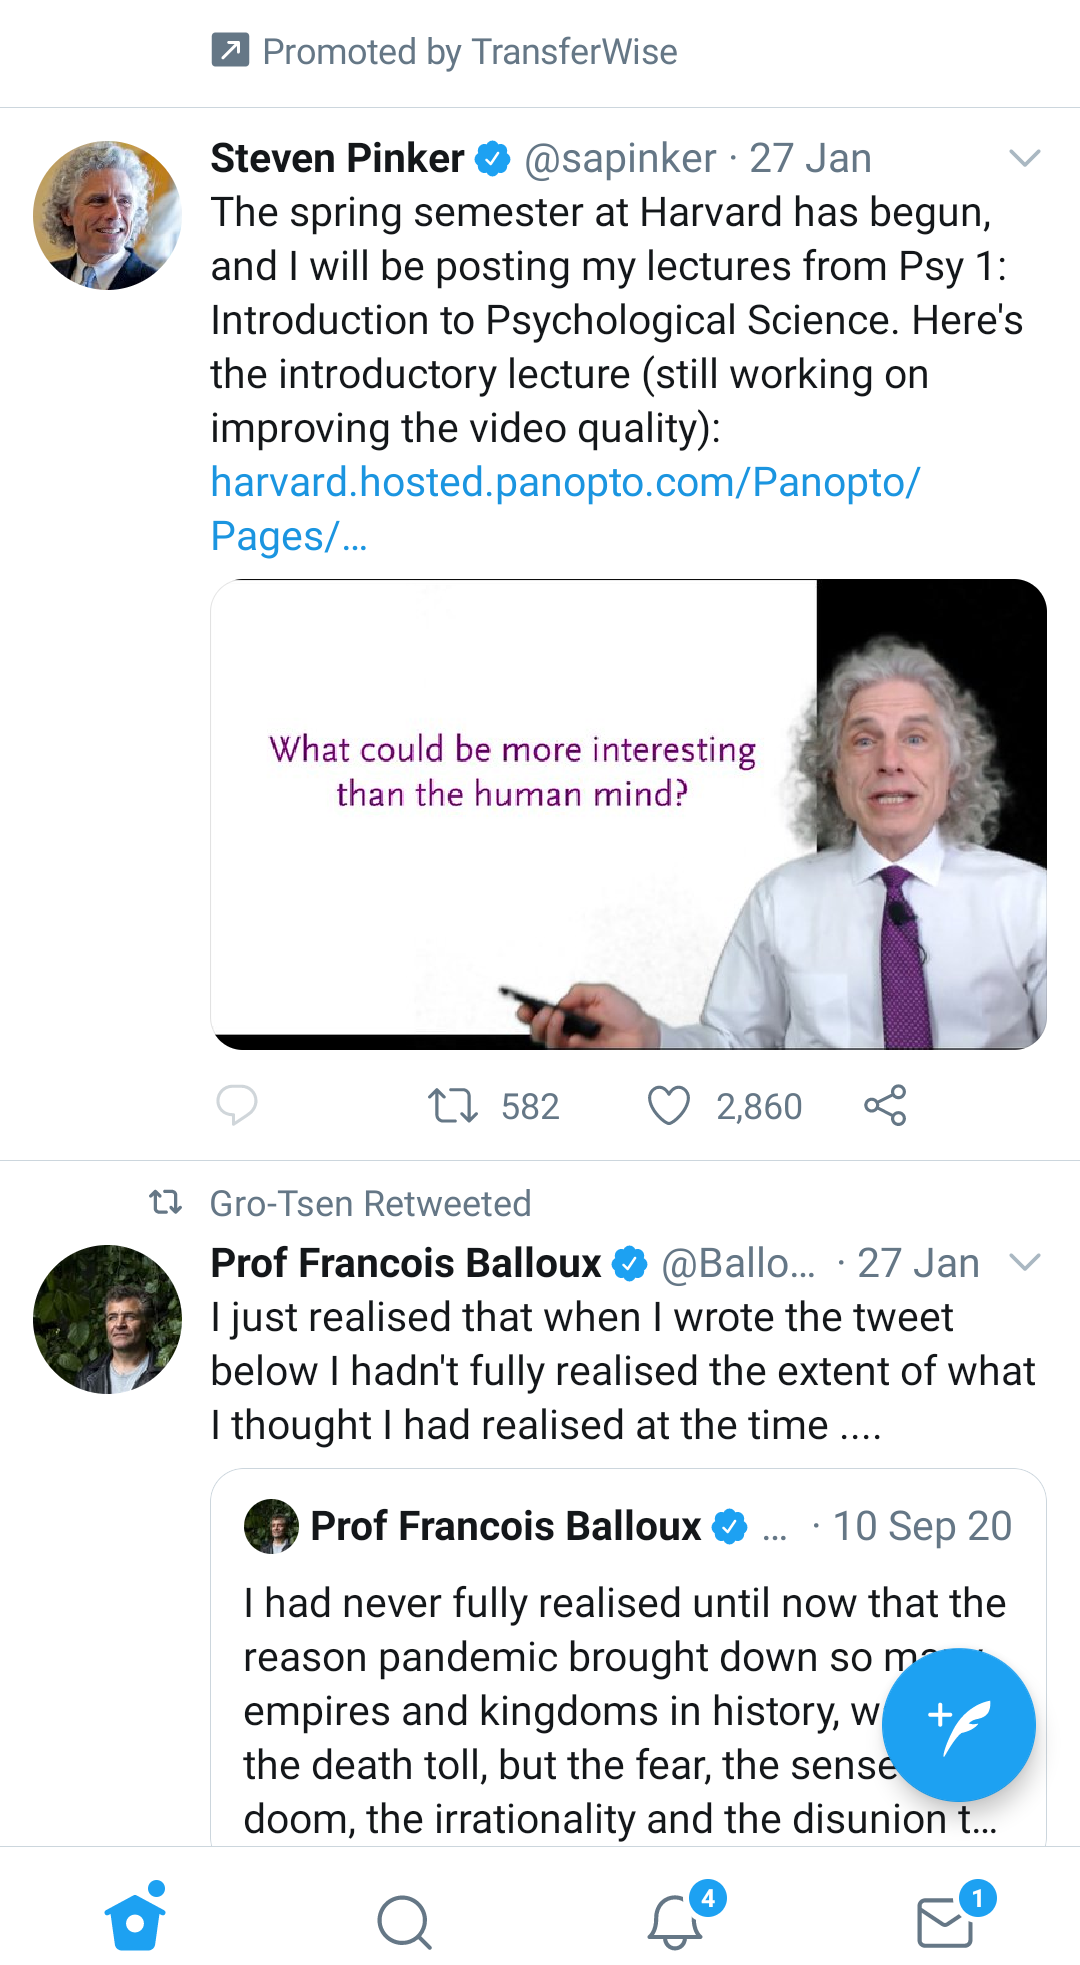 Promoted by TransferWise
Steven Pinker @sapinker · 27 Jan
The spring semester at Harvard has begun,
and I will be posting my lectures from Psy 1:
Introduction to Psychological Science. Here's
the introductory lecture (still working on
improving the video quality):
harvard.hosted.panopto.com/Panopto/
Pages/…
What could be more interesting
than the human mind?
582 2,860
Gro-Tsen Retweeted
Prof Francois Balloux @Ballo… · 27 Jan
I just realised that when I wrote the tweet
below I hadn't fully realised the extent of what
I thought I had realised at the time ....
Prof Francois Balloux … · 10 Sep 20
I had never fully realised until now that the
reason pandemic brought down so
empires and kingdoms in history,
the death toll, but the fear, the sense
doom, the irrationality and the disunion t…
4 1